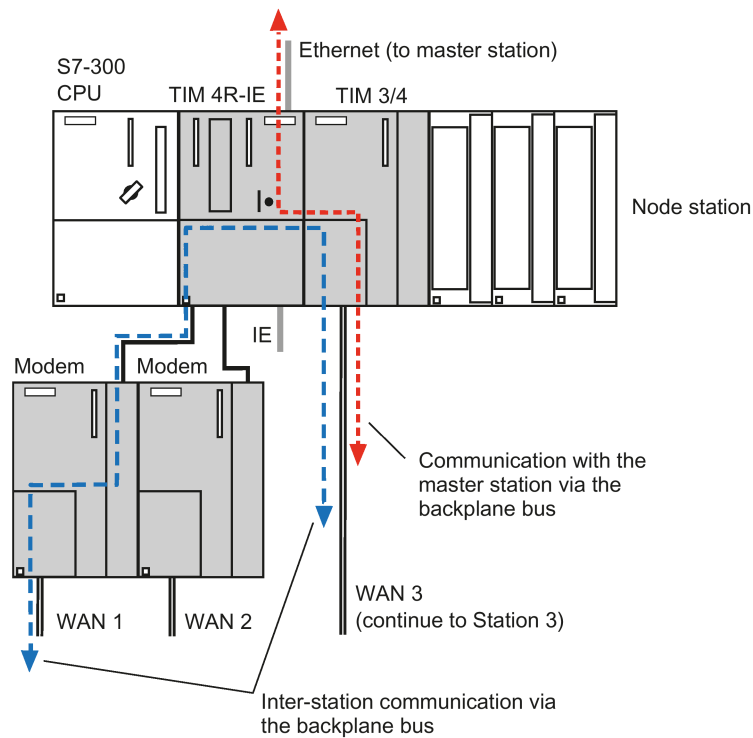 Ethernet (to master station)
S7-300
CPU
TIM 4R-IE
TIM 3/4
Node station
IE
Modem
Modem
Communication with the
master station via the
backplane bus
WAN 3
(continue to Station 3)
WAN 1
WAN 2
Inter-station communication via
the backplane bus